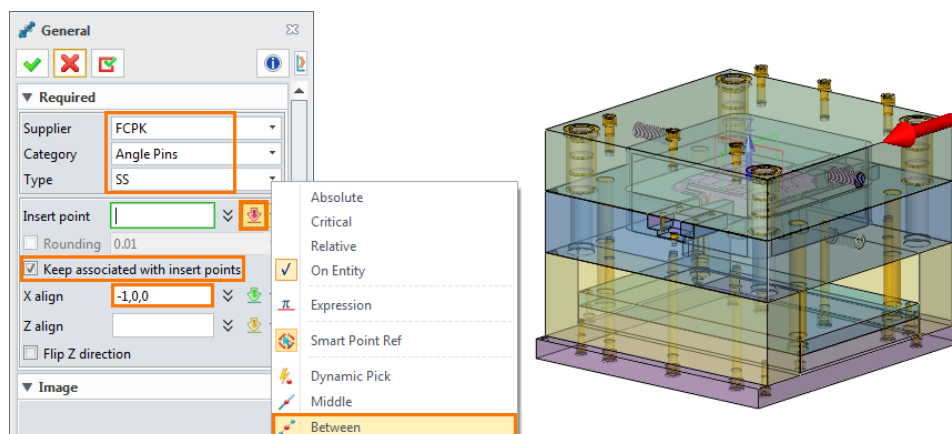 General
Required
Supplier FCPK
Category Angle Pins
Type SS
Insert point
Rounding 0.01
Keep associated with insert points
X align -1,0,0
Z align
Flip Z direction
Image
Absolute
Critical
Relative
On Entity
π Expression
Smart Point Ref
Dynamic Pick
Middle
Between
Z